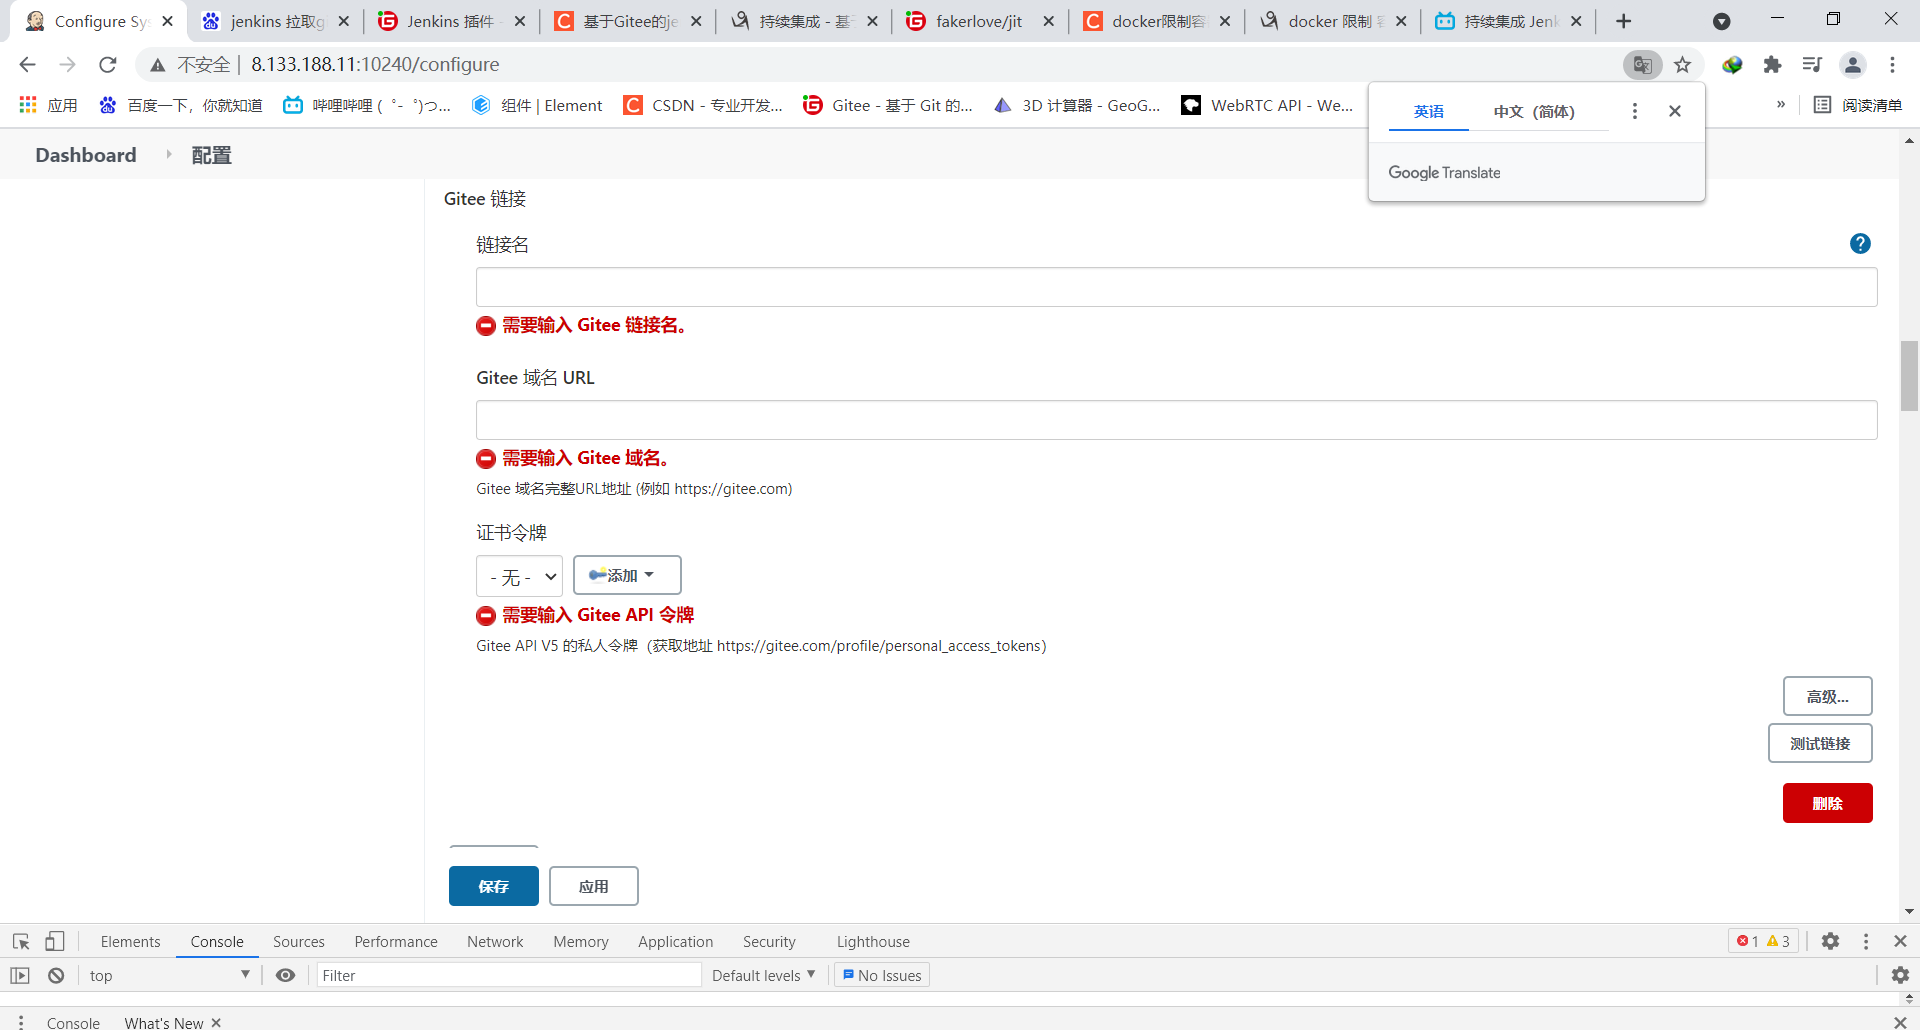 Configure Sy
jenkins 拉取g
Jenkins 插件 -
基于Gitee的je
持续集成 - 基于
fakerlove/jit
docker限制容
docker 限制 容
持续集成 Jenk
不安全 | 8.133.188.11:10240/configure
应用
百度一下，你就知道
哔哩哔哩 ( ゜- ゜)つ...
组件 | Element
CSDN - 专业开发...
Gitee - 基于 Git 的...
3D 计算器 - GeoG...
WebRTC API - We...
»
阅读清单
英语
中文（简体）
Google Translate
Dashboard
配置
Gitee 链接
链接名
需要输入 Gitee 链接名。
Gitee 域名 URL
需要输入 Gitee 域名。
Gitee 域名完整URL地址 (例如 https://gitee.com)
证书令牌
- 无 -
添加
需要输入 Gitee API 令牌
Gitee API V5 的私人令牌（获取地址 https://gitee.com/profile/personal_access_tokens）
高级...
测试链接
删除
保存
应用
Elements
Console
Sources
Performance
Network
Memory
Application
Security
Lighthouse
1
3
top
Filter
Default levels
No Issues
Console
What's New